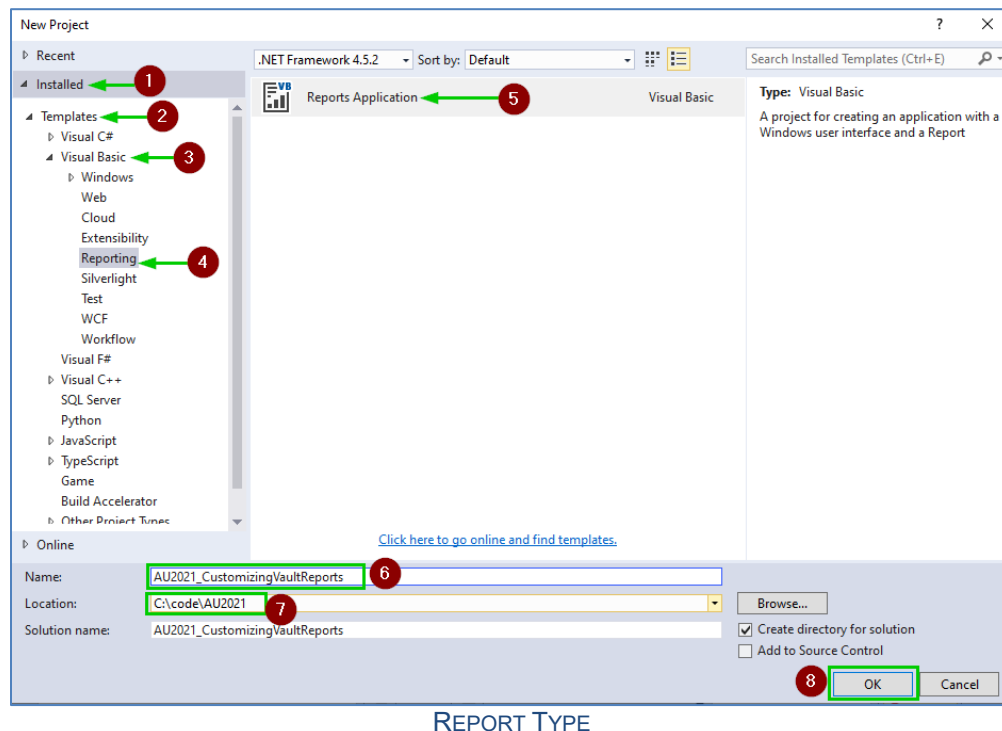 New Project
?
Recent
.NET Framework 4.5.2
Sort by: Default
Search Installed Templates (Ctrl+E)
Installed
1
Templates
2
Visual C#
Visual Basic
3
Windows
Web
Cloud
Extensibility
Reporting
4
Silverlight
Test
WCF
Workflow
Visual F#
Visual C++
SQL Server
Python
JavaScript
TypeScript
Game
Build Accelerator
Other Project Types
Online
VB
Reports Application
5
Visual Basic
Click here to go online and find templates.
Type: Visual Basic
A project for creating an application with a
Windows user interface and a Report
Name:
AU2021_CustomizingVaultReports
6
Location:
C:\code\AU2021
7
Browse...
Solution name:
AU2021_CustomizingVaultReports
Create directory for solution
Add to Source Control
8
OK
Cancel
REPORT TYPE